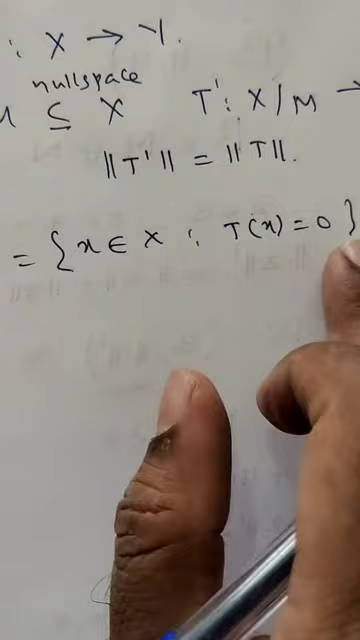 : X → Y.
nullspace
M ⊆ X T' : X/M →
||T'|| = ||T||.
= {x ∈ X : T(x) = 0}